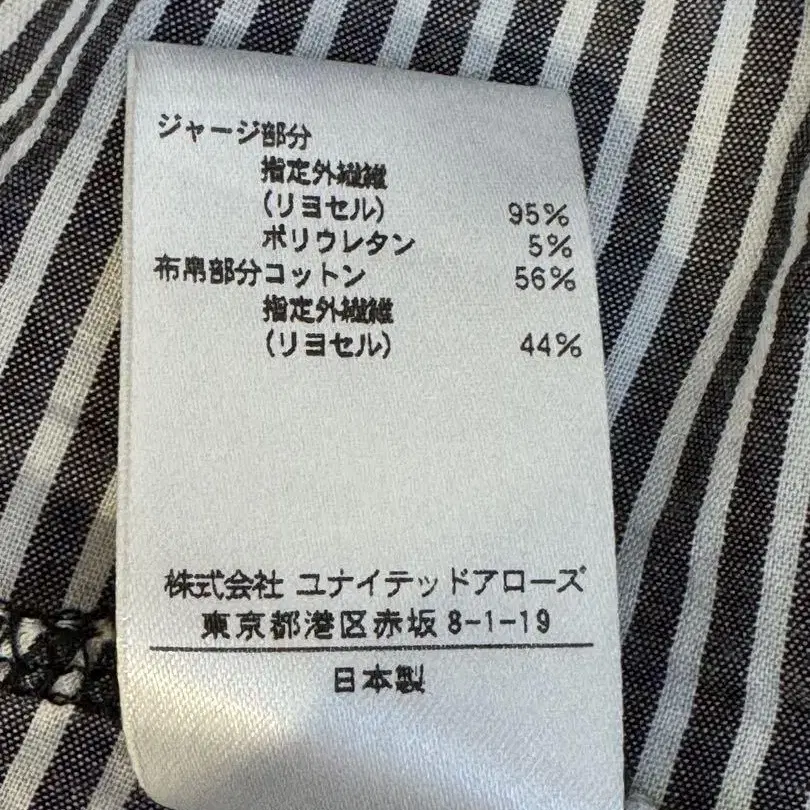 ジャージ部分
指定外繊維
(リヨセル) 95%
ポリウレタン 5%
布帛部分コットン 56%
指定外繊維
(リヨセル) 44%
株式会社 ユナイテッドアローズ
東京都港区赤坂 8-1-19
日本製